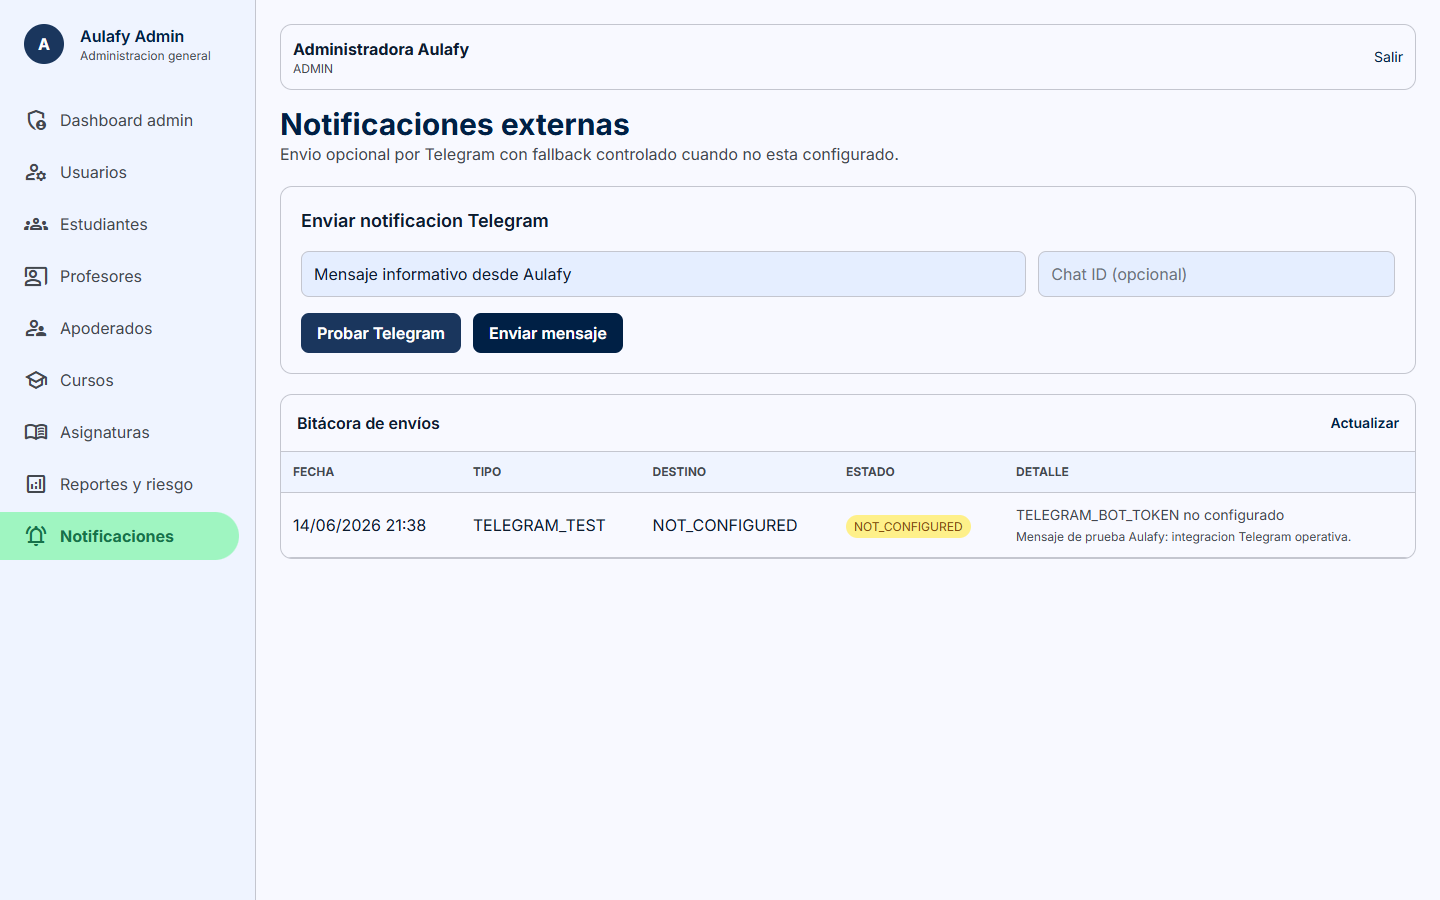 A
Aulafy Admin
Administracion general
Dashboard admin
Usuarios
Estudiantes
Profesores
Apoderados
Cursos
Asignaturas
Reportes y riesgo
Notificaciones
Administradora Aulafy
ADMIN
Salir
Notificaciones externas
Envio opcional por Telegram con fallback controlado cuando no esta configurado.
Enviar notificacion Telegram
Mensaje informativo desde Aulafy
Chat ID (opcional)
Probar Telegram
Enviar mensaje
Bitácora de envíos
Actualizar
FECHA TIPO DESTINO ESTADO DETALLE
14/06/2026 21:38 TELEGRAM_TEST NOT_CONFIGURED NOT_CONFIGURED TELEGRAM_BOT_TOKEN no configurado
Mensaje de prueba Aulafy: integracion Telegram operativa.